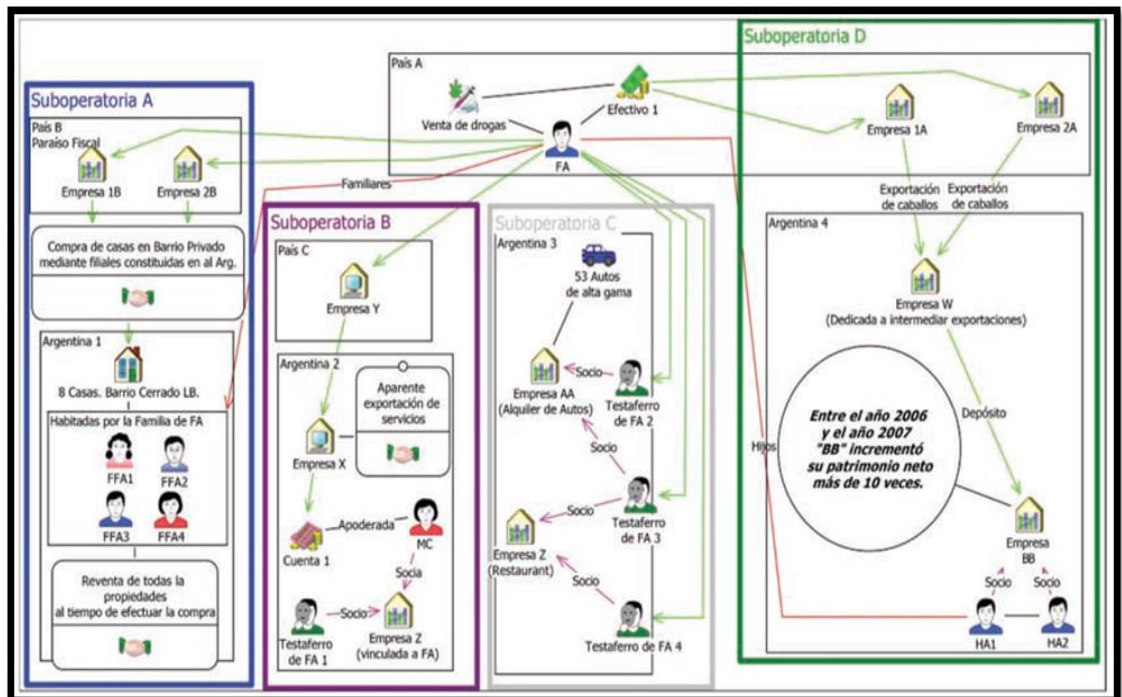 Suboperatoria D
País A
Venta de drogas
Efectivo 1
FA
Empresa 1A
Empresa 2A
Suboperatoria A
País B
Paraíso Fiscal
Empresa 1B
Empresa 2B
Familiares
Compra de casas en Barrio Privado
mediante filiales constituidas en al Arg.
Argentina 1
8 Casas. Barrio Cerrado LB.
Habitadas por la Familia de FA
FFA1
FFA2
FFA3
FFA4
Reventa de todas la
propiedades
al tiempo de efectuar la compra
Suboperatoria B
País C
Empresa Y
Argentina 2
Aparente
exportación de
servicios
Empresa X
Cuenta 1
Apoderada
MC
Socia
Testaferro
de FA 1
Socio
Empresa Z
(vinculada a FA)
Suboperatoria C
Argentina 3
53 Autos
de alta gama
Empresa AA
(Alquiler de Autos)
Socio
Testaferro
de FA 2
Socio
Testaferro
de FA 3
Socio
Empresa Z
(Restaurant)
Socio
Testaferro de FA 4
Exportación
de caballos
Exportación
de caballos
Argentina 4
Empresa W
(Dedicada a intermediar exportaciones)
Depósito
Entre el año 2006
y el año 2007
"BB" incrementó
su patrimonio neto
más de 10 veces.
Hijos
Empresa
BB
Socio
Socio
HA1
HA2